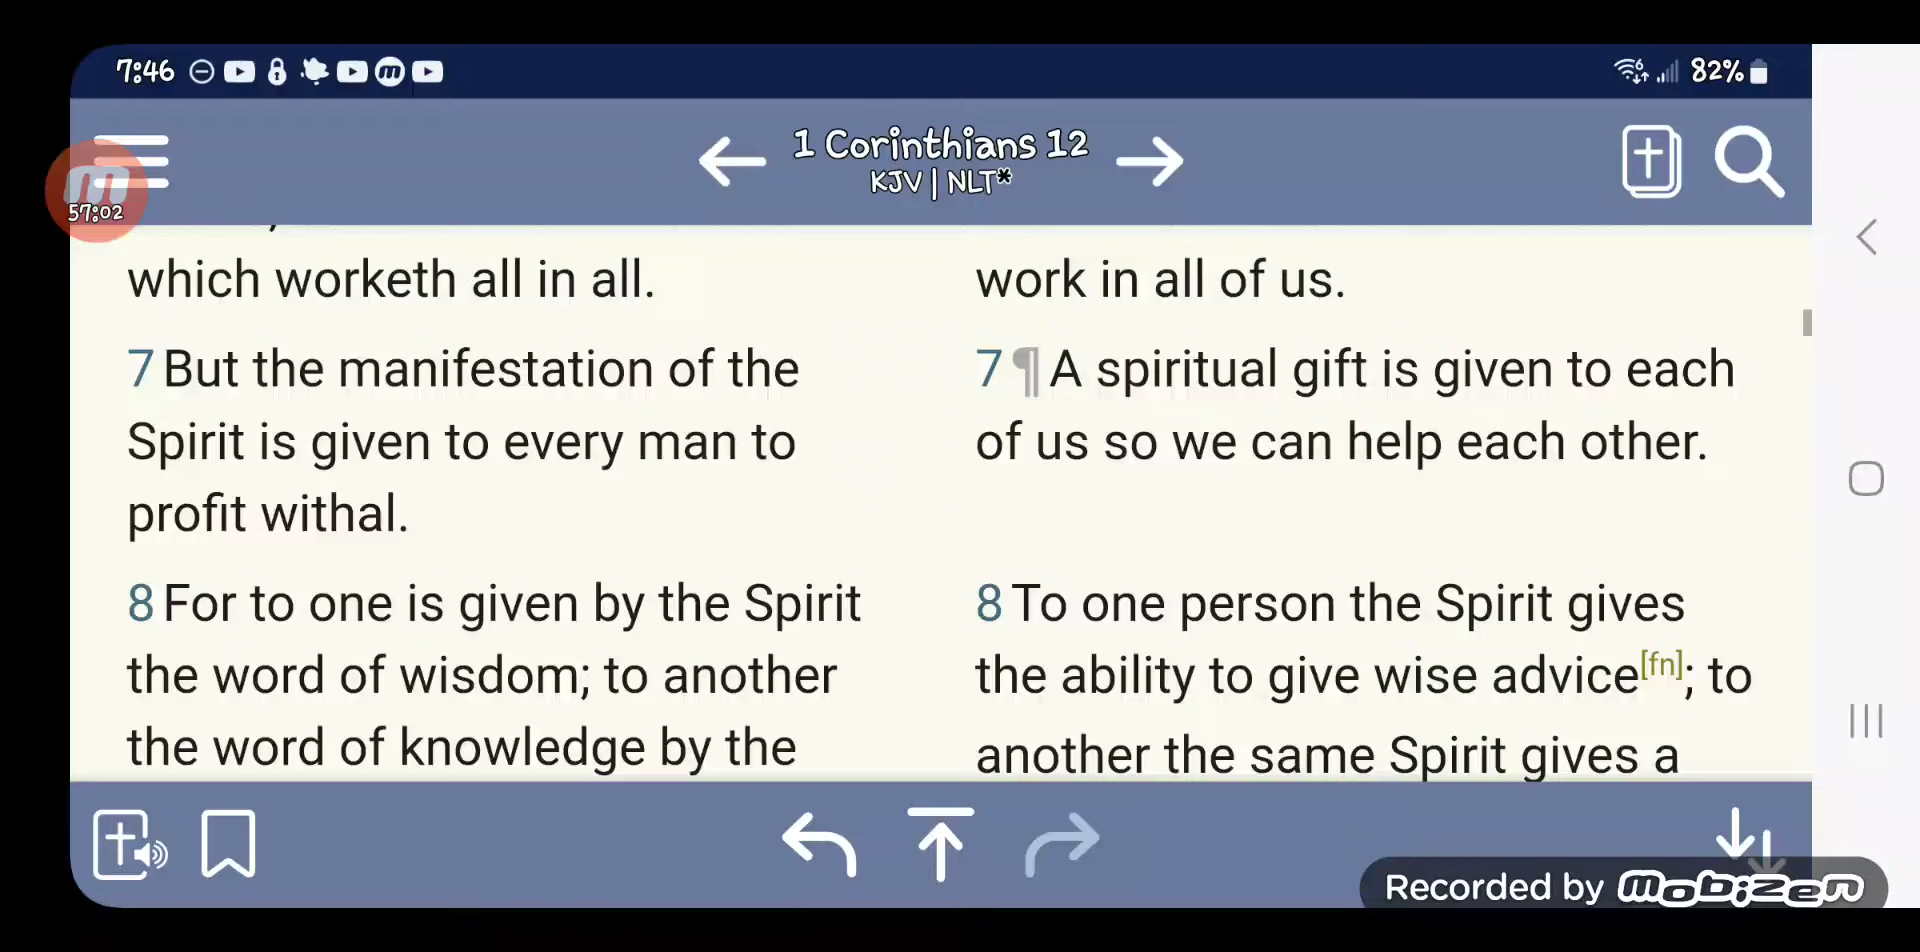 7:46
82%
1 Corinthians 12
KJV | NLT*
57:02
which worketh all in all.
7 But the manifestation of the
Spirit is given to every man to
profit withal.
8 For to one is given by the Spirit
the word of wisdom; to another
the word of knowledge by the
work in all of us.
7 ¶ A spiritual gift is given to each
of us so we can help each other.
8 To one person the Spirit gives
the ability to give wise advice[fn]; to
another the same Spirit gives a
Recorded by Mobizen